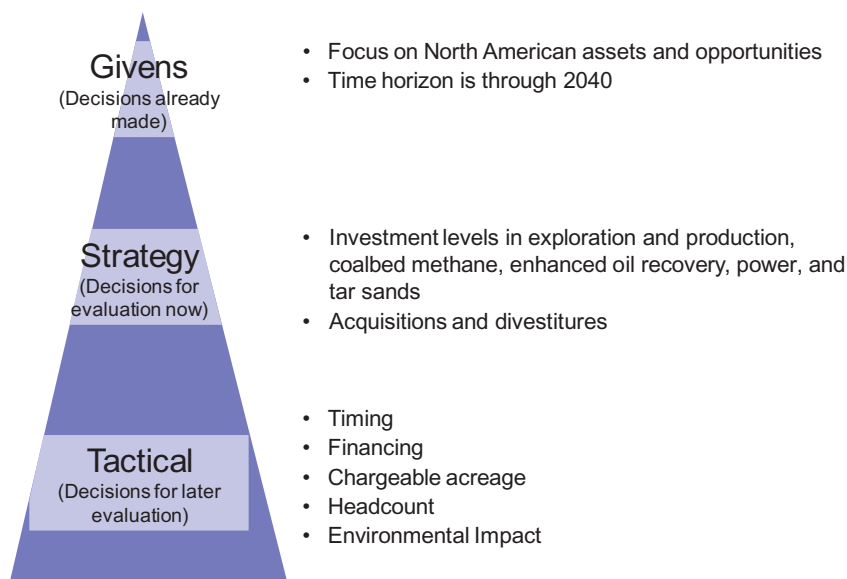 Givens
(Decisions already
made)
• Focus on North American assets and opportunities
• Time horizon is through 2040
Strategy
(Decisions for
evaluation now)
• Investment levels in exploration and production,
coalbed methane, enhanced oil recovery, power, and
tar sands
• Acquisitions and divestitures
Tactical
(Decisions for later
evaluation)
• Timing
• Financing
• Chargeable acreage
• Headcount
• Environmental Impact